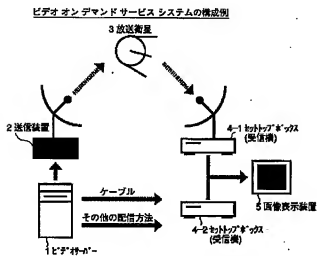 ビデオ オン デマンド サービス システムの構成例
3 放送衛星
2 送信装置
4-1 セットトップボックス
(受信機)
ケーブル
5 画像表示装置
その他の配信方法
4-2 セットトップボックス
(受信機)
1 ビデオサーバー